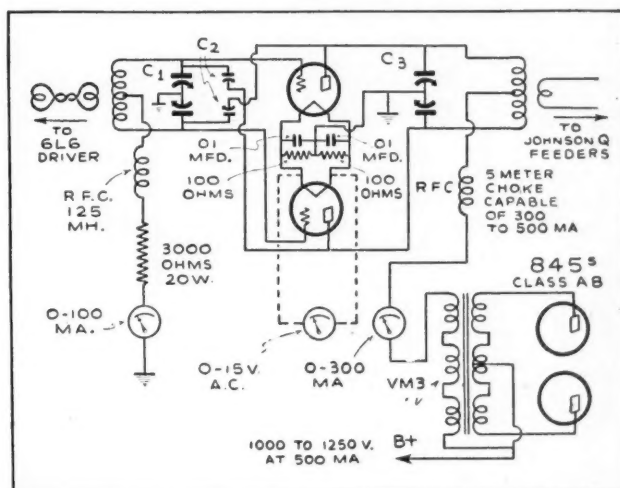 C1
C2
C3
TO
6L6
DRIVER
R.F.C.
125
MH.
3000
OHMS
20W.
0-100
MA.
01
MFD.
01
MFD.
100
OHMS
100
OHMS
0-15V.
A.C.
0-300
MA
RFC
5 METER
CHOKE
CAPABLE
OF 300
TO 500 MA
TO
JOHNSON Q
FEEDERS
845s
CLASS AB
VM3
B+
1000 TO 1250 V.
AT 500 MA